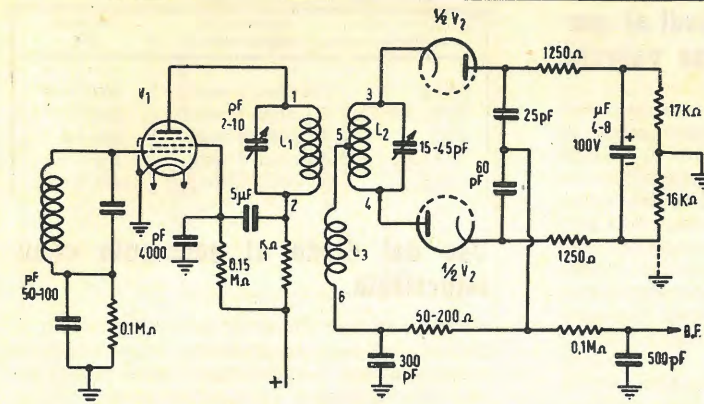 V1
pF
50-100
0.1MΩ
pF
4000
5μF
0.15
MΩ
pF
2-10
1
L1
2
KΩ
+
½ V2
3
5
L2
15-45pF
4
L3
6
½ V2
25pF
60
pF
1250Ω
1250Ω
μF
4-8
100V
+
17KΩ
16KΩ
50-200Ω
300
pF
0,1MΩ
500pF
B.F.